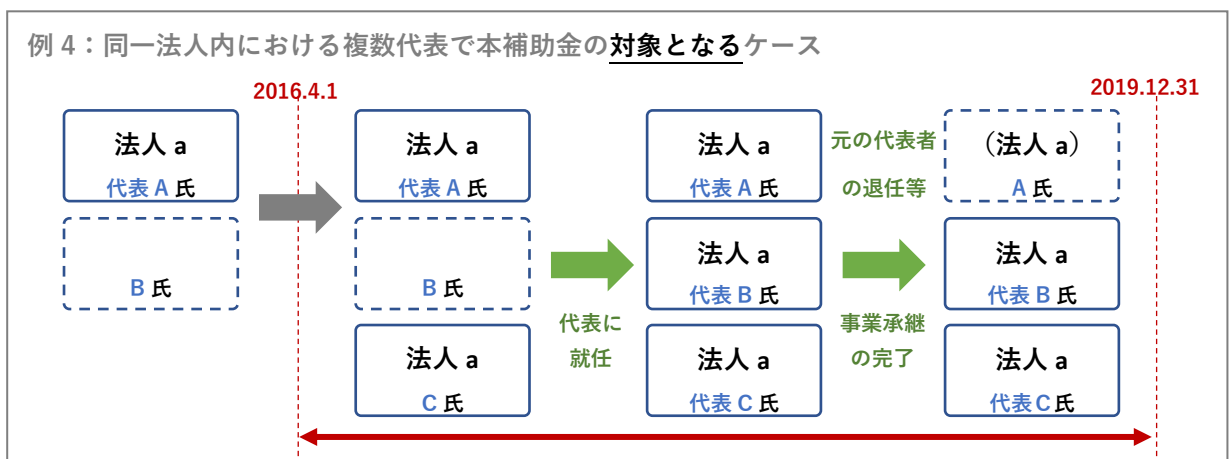 例 4：同一法人内における複数代表で本補助金の対象となるケース
2016.4.1
2019.12.31
法人 a
代表 A 氏
B 氏
法人 a
代表 A 氏
B 氏
法人 a
C 氏
代表に
就任
法人 a
代表 A 氏
法人 a
代表 B 氏
法人 a
代表 C 氏
元の代表者
の退任等
事業承継
の完了
（法人 a）
A 氏
法人 a
代表 B 氏
法人 a
代表 C 氏